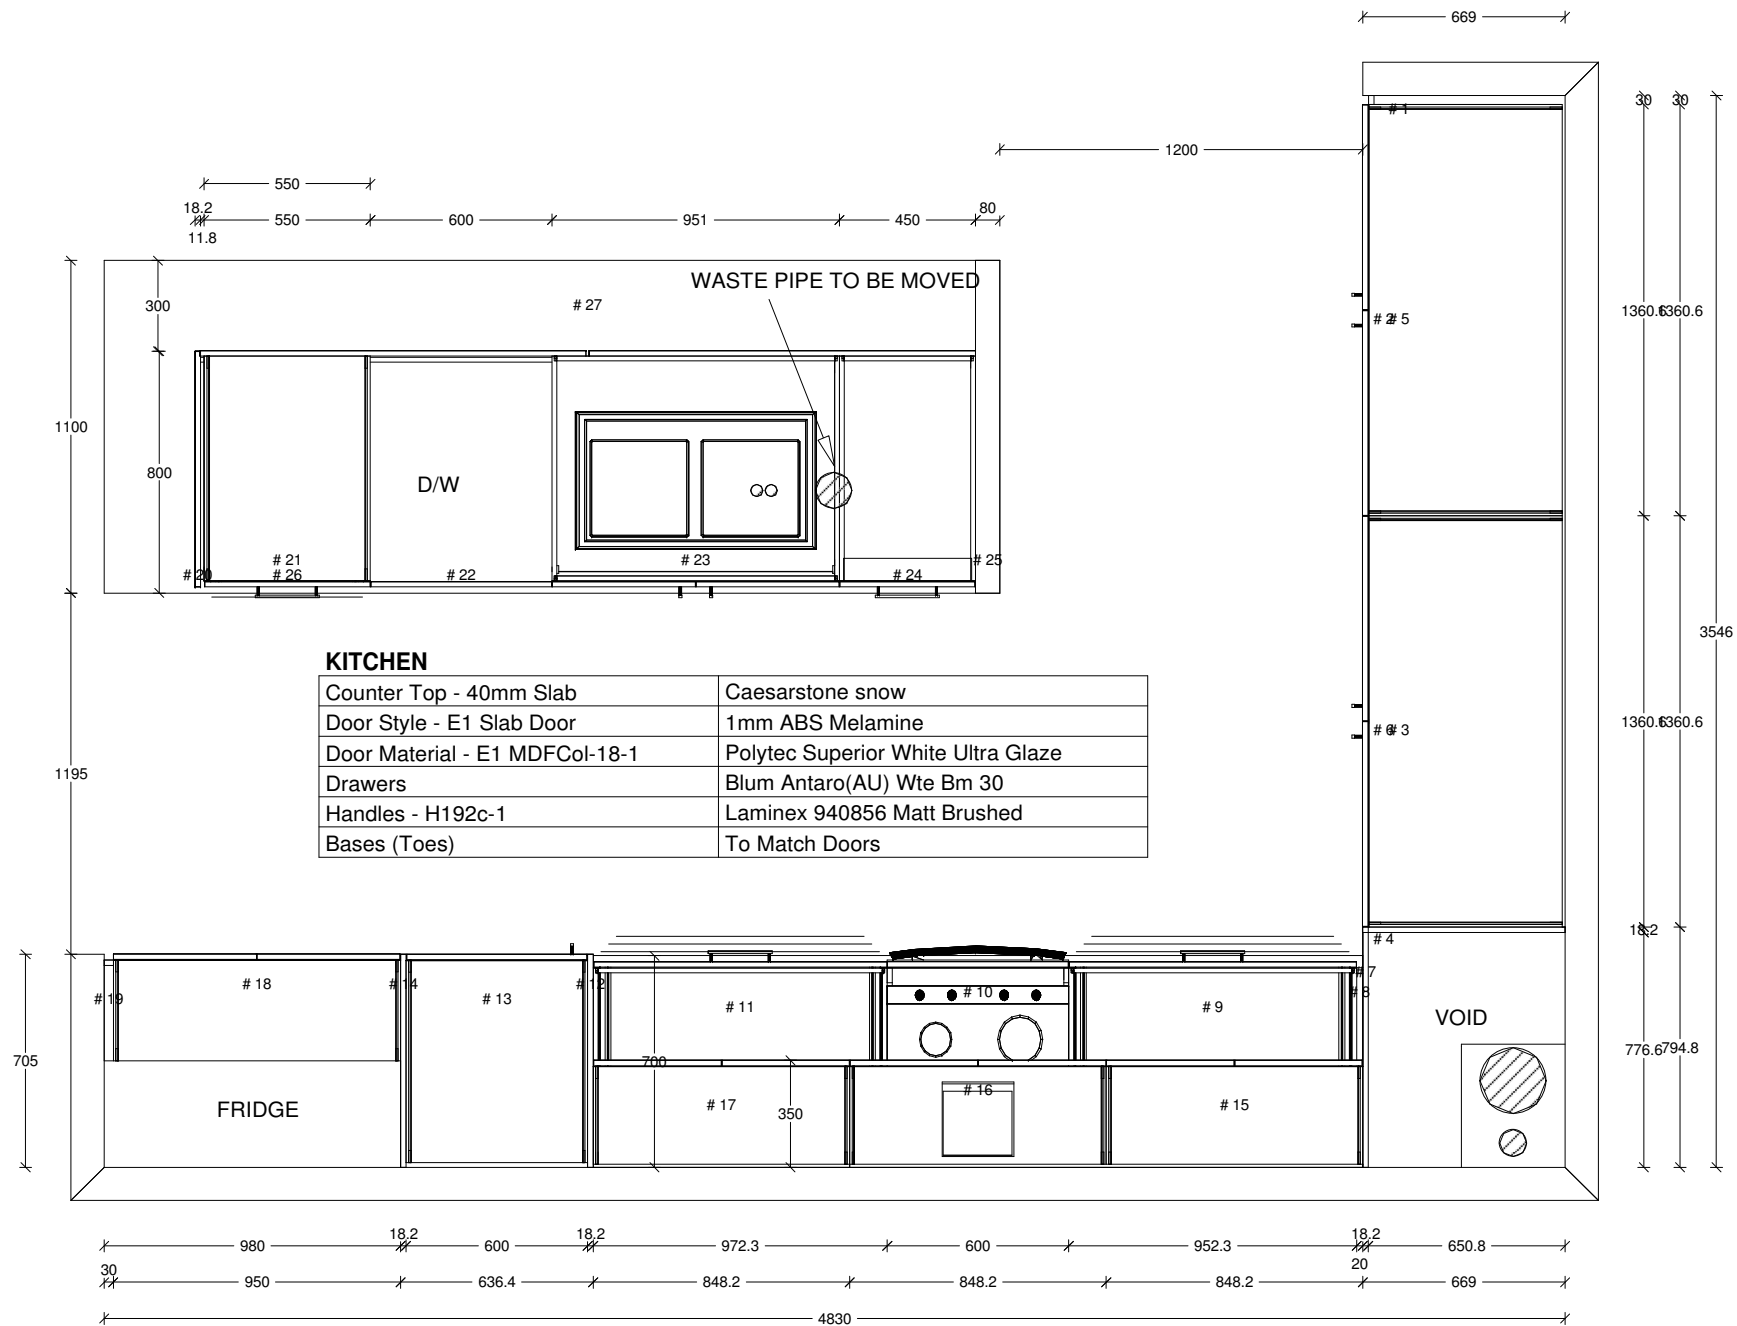 669
30 30
# 1
1200
550
18.2
550 600 951 450 80
11.8
WASTE PIPE TO BE MOVED
300
# 27
1360.6 1360.6
# 2 # 5
1100
800
D/W
# 21 # 23 # 25
# 20 # 26 # 22 # 24
3546
KITCHEN
Counter Top - 40mm Slab Caesarstone snow
Door Style - E1 Slab Door 1mm ABS Melamine
Door Material - E1 MDFCol-18-1 Polytec Superior White Ultra Glaze
Drawers Blum Antaro(AU) Wte Bm 30
Handles - H192c-1 Laminex 940856 Matt Brushed
Bases (Toes) To Match Doors
1360.6 1360.6
# 6 # 3
1195
18.2
# 4
# 7
# 18 # 14 # 12
# 19 # 13 # 10 # 8
# 11 # 9
VOID
705
700
776.6 794.8
# 16
FRIDGE
# 17 # 15
350
18.2 18.2 18.2
980 600 972.3 600 952.3 650.8
30 20
950 636.4 848.2 848.2 848.2 669
4830